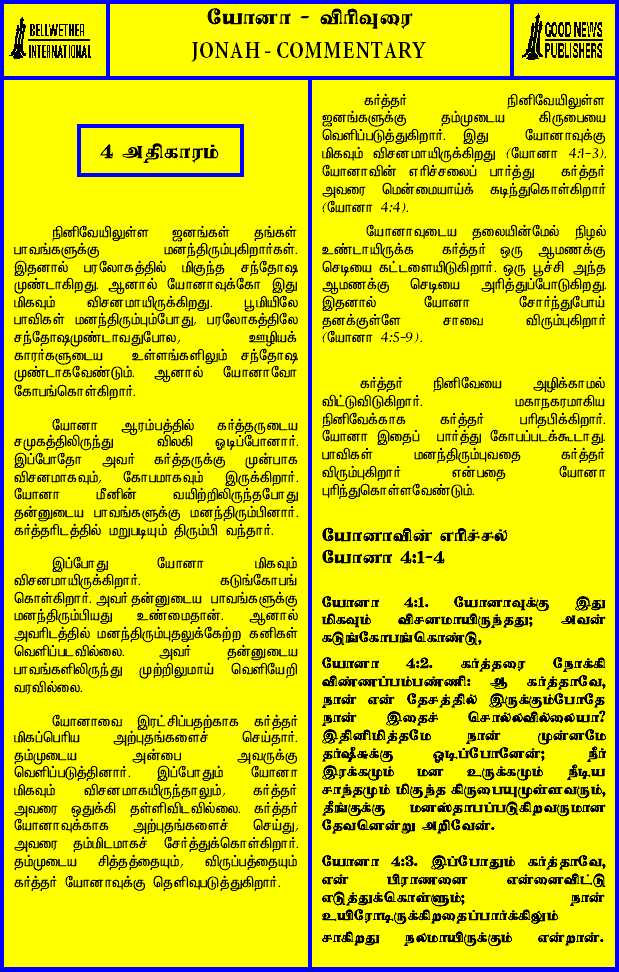 BELLWETHER
INTERNATIONAL
யோனா - விரிவுரை
JONAH - COMMENTARY
GOOD NEWS
PUBLISHERS
4 அதிகாரம்
நினிவேயிலுள்ள ஜனங்கள் தங்கள்
பாவங்களுக்கு மனந்திரும்புகிறார்கள்.
இதனால் பரலோகத்தில் மிகுந்த சந்தோஷ
முண்டாகிறது. ஆனால் யோனாவுக்கோ இது
மிகவும் விசனமாயிருக்கிறது. பூமியிலே
பாவிகள் மனந்திரும்பும்போது, பரலோகத்திலே
சந்தோஷமுண்டாவதுபோல, ஊழியக்
காரர்களுடைய உள்ளங்களிலும் சந்தோஷ
முண்டாகவேண்டும். ஆனால் யோனாவோ
கோபங்கொள்கிறார்.
யோனா ஆரம்பத்தில் கர்த்தருடைய
சமுகத்திலிருந்து விலகி ஓடிப்போனார்.
இப்போதோ அவர் கர்த்தருக்கு முன்பாக
விசனமாகவும், கோபமாகவும் இருக்கிறார்.
யோனா மீனின் வயிற்றிலிருந்தபோது
தன்னுடைய பாவங்களுக்கு மனந்திரும்பினார்.
கர்த்தரிடத்தில் மறுபடியும் திரும்பி வந்தார்.
இப்போது யோனா மிகவும்
விசனமாயிருக்கிறார். கடுங்கோபங்
கொள்கிறார். அவர் தன்னுடைய பாவங்களுக்கு
மனந்திரும்பியது உண்மைதான். ஆனால்
அவரிடத்தில் மனந்திரும்புதலுக்கேற்ற கனிகள்
வெளிப்படவில்லை. அவர் தன்னுடைய
பாவங்களிலிருந்து முற்றிலுமாய் வெளியேறி
வரவில்லை.
யோனாவை இரட்சிப்பதற்காக கர்த்தர்
மிகப்பெரிய அற்புதங்களைச் செய்தார்.
தம்முடைய அன்பை அவருக்கு
வெளிப்படுத்தினார். இப்போதும் யோனா
மிகவும் விசனமாகயிருந்தாலும், கர்த்தர்
அவரை ஒதுக்கி தள்ளிவிடவில்லை. கர்த்தர்
யோனாவுக்காக அற்புதங்களைச் செய்து,
அவரை தம்மிடமாகச் சேர்த்துக்கொள்கிறார்.
தம்முடைய சித்தத்தையும், விருப்பத்தையும்
கர்த்தர் யோனாவுக்கு தெளிவுபடுத்துகிறார்.
கர்த்தர் நினிவேயிலுள்ள
ஜனங்களுக்கு தம்முடைய கிருபையை
வெளிப்படுத்துகிறார். இது யோனாவுக்கு
மிகவும் விசனமாயிருக்கிறது (யோனா 4:1-3).
யோனாவின் எரிச்சலைப் பார்த்து கர்த்தர்
அவரை மென்மையாய்க் கடிந்துகொள்கிறார்
(யோனா 4:4).
யோனாவுடைய தலையின்மேல் நிழல்
உண்டாயிருக்க கர்த்தர் ஒரு ஆமணக்கு
செடியை கட்டளையிடுகிறார். ஒரு பூச்சி அந்த
ஆமணக்கு செடியை அரித்துப்போடுகிறது.
இதனால் யோனா சோர்ந்துபோய்
தனக்குள்ளே சாவை விரும்புகிறார்
(யோனா 4:5-9).
கர்த்தர் நினிவேயை அழிக்காமல்
விட்டுவிடுகிறார். மகாநகரமாகிய
நினிவேக்காக கர்த்தர் பரிதபிக்கிறார்.
யோனா இதைப் பார்த்து கோபப்படக்கூடாது.
பாவிகள் மனந்திரும்புவதை கர்த்தர்
விரும்புகிறார் என்பதை யோனா
புரிந்துகொள்ளவேண்டும்.
யோனாவின் எரிச்சல்
யோனா 4:1-4
யோனா 4:1. யோனாவுக்கு இது
மிகவும் விசனமாயிருந்தது; அவன்
கடுங்கோபங்கொண்டு,
யோனா 4:2. கர்த்தரை நோக்கி
விண்ணப்பம்பண்ணி: ஆ கர்த்தாவே,
நான் என் தேசத்தில் இருக்கும்போதே
நான் இதைச் சொல்லவில்லையா?
இதினிமித்தமே நான் முன்னமே
தர்ஷீசுக்கு ஓடிப்போனேன்; நீர்
இரக்கமும் மன உருக்கமும் நீடிய
சாந்தமும் மிகுந்த கிருபையுமுள்ளவரும்,
தீங்குக்கு மனஸ்தாபப்படுகிறவருமான
தேவனென்று அறிவேன்.
யோனா 4:3. இப்போதும் கர்த்தாவே,
என் பிராணனை என்னைவிட்டு
எடுத்துக்கொள்ளும்; நான்
உயிரோடிருக்கிறதைப்பார்க்கிலும்
சாகிறது நலமாயிருக்கும் என்றான்.